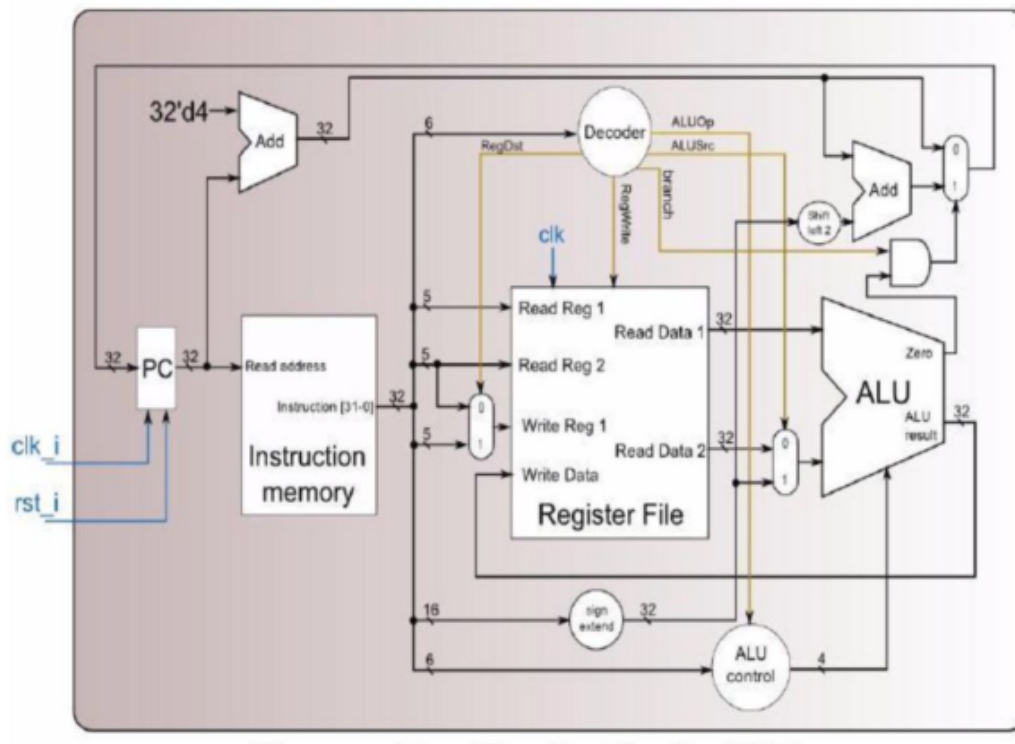 32'd4
Add
32
6
Decoder
ALUOp
ALUSrc
RegDst
branch
RegWrite
clk
Shift
left 2
Add
0
1
32
PC
32
Read address
Instruction [31-0]
32
Instruction
memory
clk_i
rst_i
5
Read Reg 1
Read Data 1
32
5
Read Reg 2
0
1
5
Write Reg 1
Read Data 2
32
Write Data
Register File
0
1
Zero
ALU
ALU
result
32
16
sign
extend
32
6
ALU
control
4